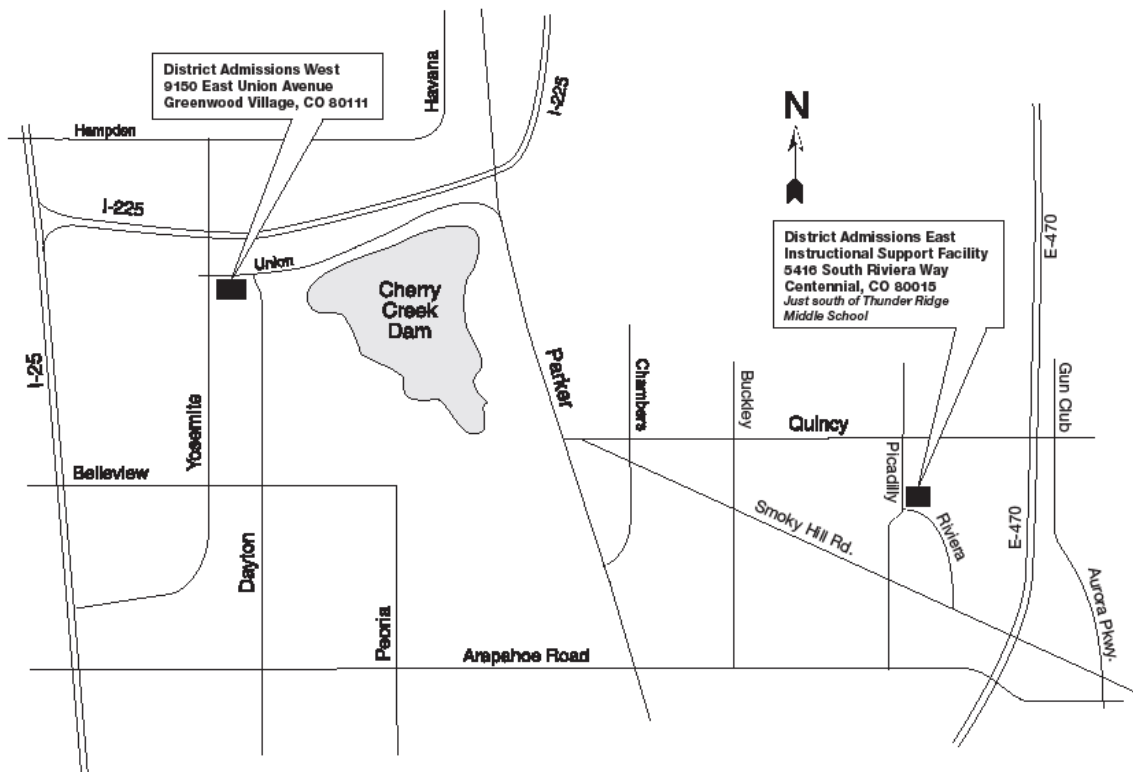 District Admissions West
9150 East Union Avenue
Greenwood Village, CO 80111
Havana
I-225
Hampden
N
I-225
E-470
District Admissions East
Instructional Support Facility
5416 South Riviera Way
Centennial, CO 80015
Just south of Thunder Ridge
Middle School
Union
Cherry
Creek
Dam
I-25
Parker
Chambers
Buckley
Gun Club
Yosemite
Quincy
Belleview
Picadilly
Smoky Hill Rd.
Riviera
E-470
Dayton
Aurora Pkwy.
Peoria
Arapahoe Road